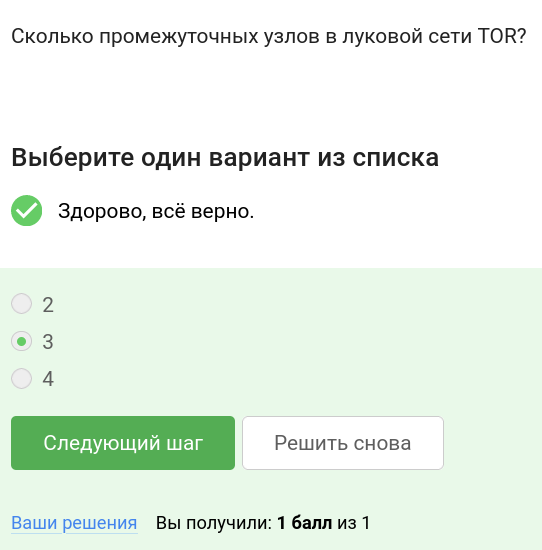 Сколько промежуточных узлов в луковой сети TOR?
Выберите один вариант из списка
Здорово, всё верно.
2
3
4
Следующий шаг Решить снова
Ваши решения Вы получили: 1 балл из 1